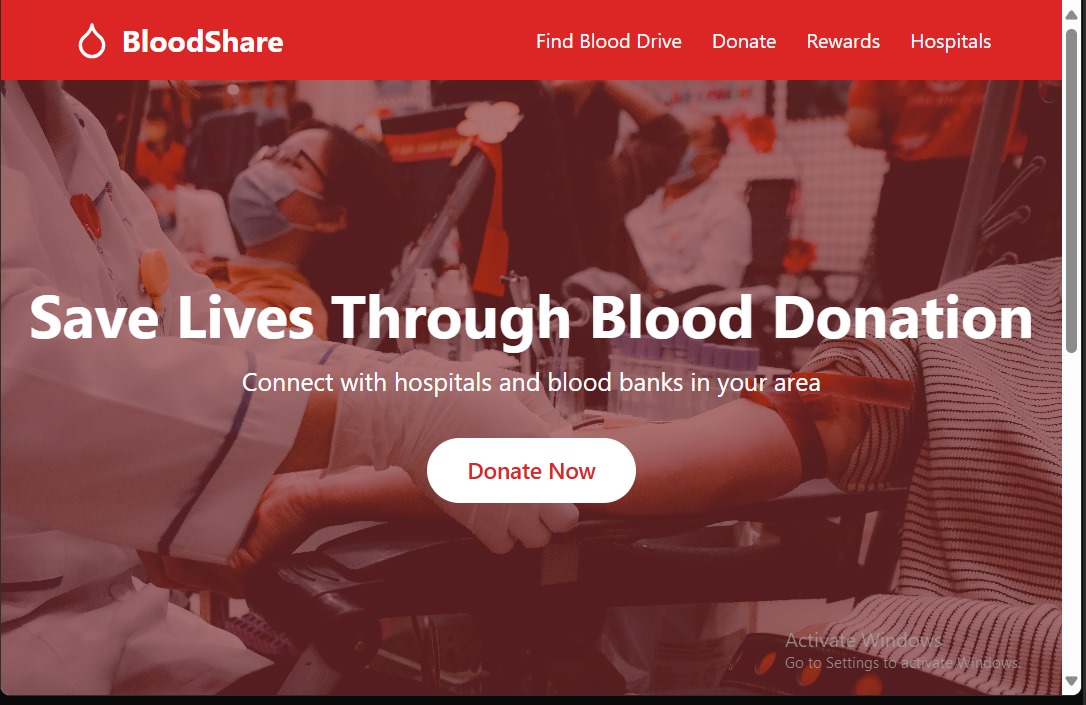 BloodShare
Find Blood Drive Donate Rewards Hospitals
Save Lives Through Blood Donation
Connect with hospitals and blood banks in your area
Donate Now
Activate Windows
Go to Settings to activate Windows.